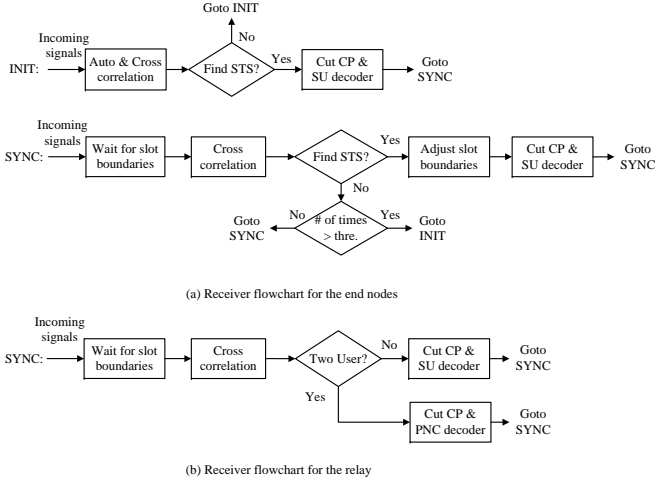 Goto INIT
No
Incoming
signals
INIT:
Auto & Cross
correlation
Find STS?
Yes
Cut CP &
SU decoder
Goto
SYNC
Incoming
signals
SYNC:
Wait for slot
boundaries
Cross
correlation
Find STS?
Yes
Adjust slot
boundaries
Cut CP &
SU decoder
Goto
SYNC
No
Goto
SYNC
No
# of times
> thre.
Yes
Goto
INIT
(a) Receiver flowchart for the end nodes
Incoming
signals
SYNC:
Wait for slot
boundaries
Cross
correlation
Two User?
No
Cut CP &
SU decoder
Goto
SYNC
Yes
Cut CP &
PNC decoder
Goto
SYNC
(b) Receiver flowchart for the relay